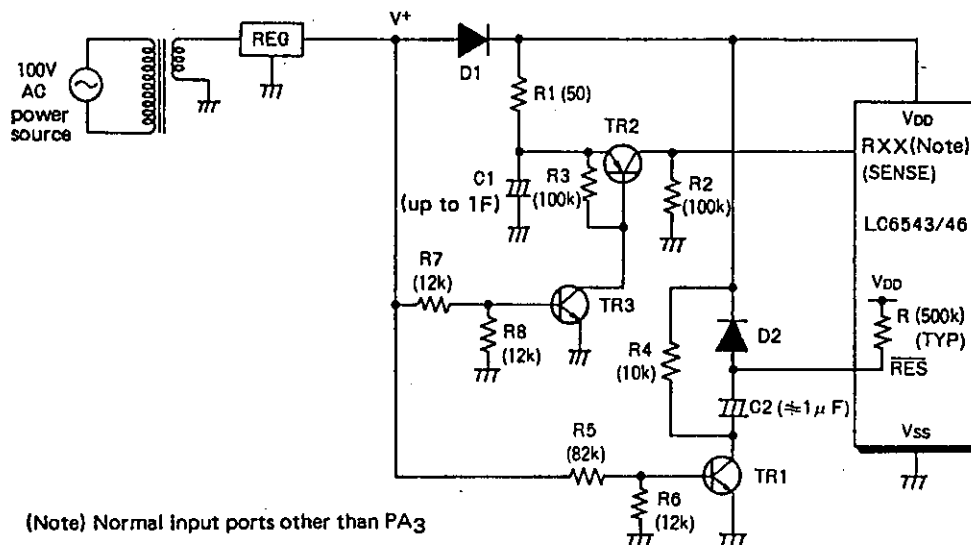 V+
REG
D1
100V
AC
power
source
R1 (50)
TR2
VDD
RXX(Note)
(SENSE)
C1
(up to 1F)
R3
(100k)
R2
(100k)
LC6543/46
R7
(12k)
TR3
VDD
R8
(12k)
R4
(10k)
D2
R (500k)
(TYP)
RES
C2 (≒1μF)
R5
(82k)
VSS
TR1
R6
(12k)
(Note) Normal input ports other than PA3